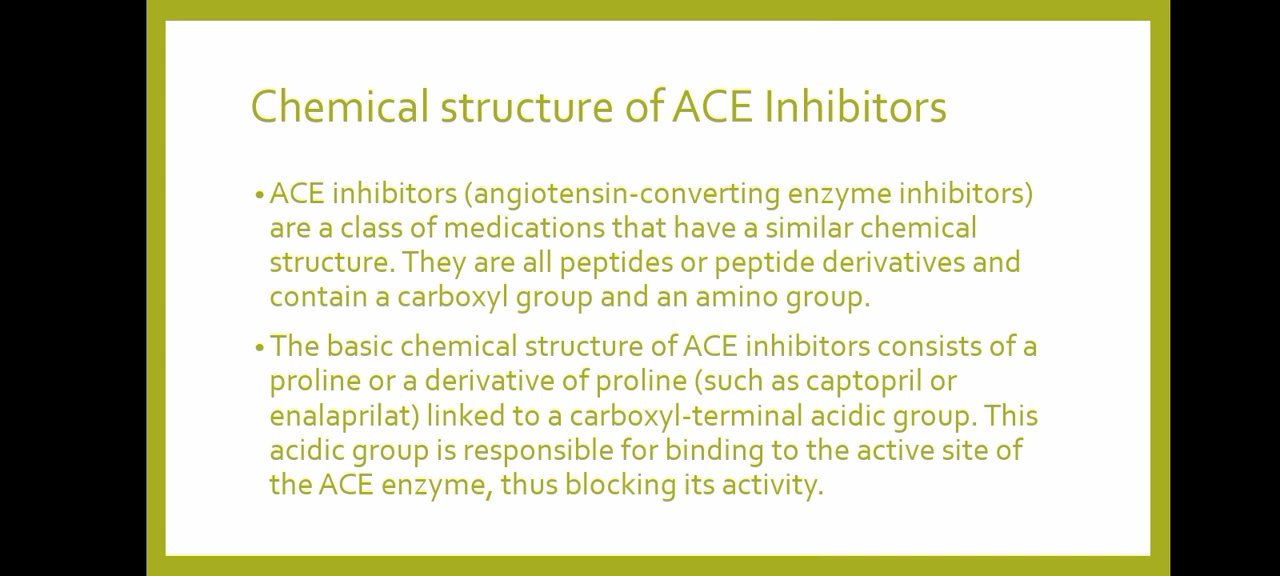 Chemical structure of ACE Inhibitors
• ACE inhibitors (angiotensin-converting enzyme inhibitors)
are a class of medications that have a similar chemical
structure. They are all peptides or peptide derivatives and
contain a carboxyl group and an amino group.
• The basic chemical structure of ACE inhibitors consists of a
proline or a derivative of proline (such as captopril or
enalaprilat) linked to a carboxyl-terminal acidic group. This
acidic group is responsible for binding to the active site of
the ACE enzyme, thus blocking its activity.